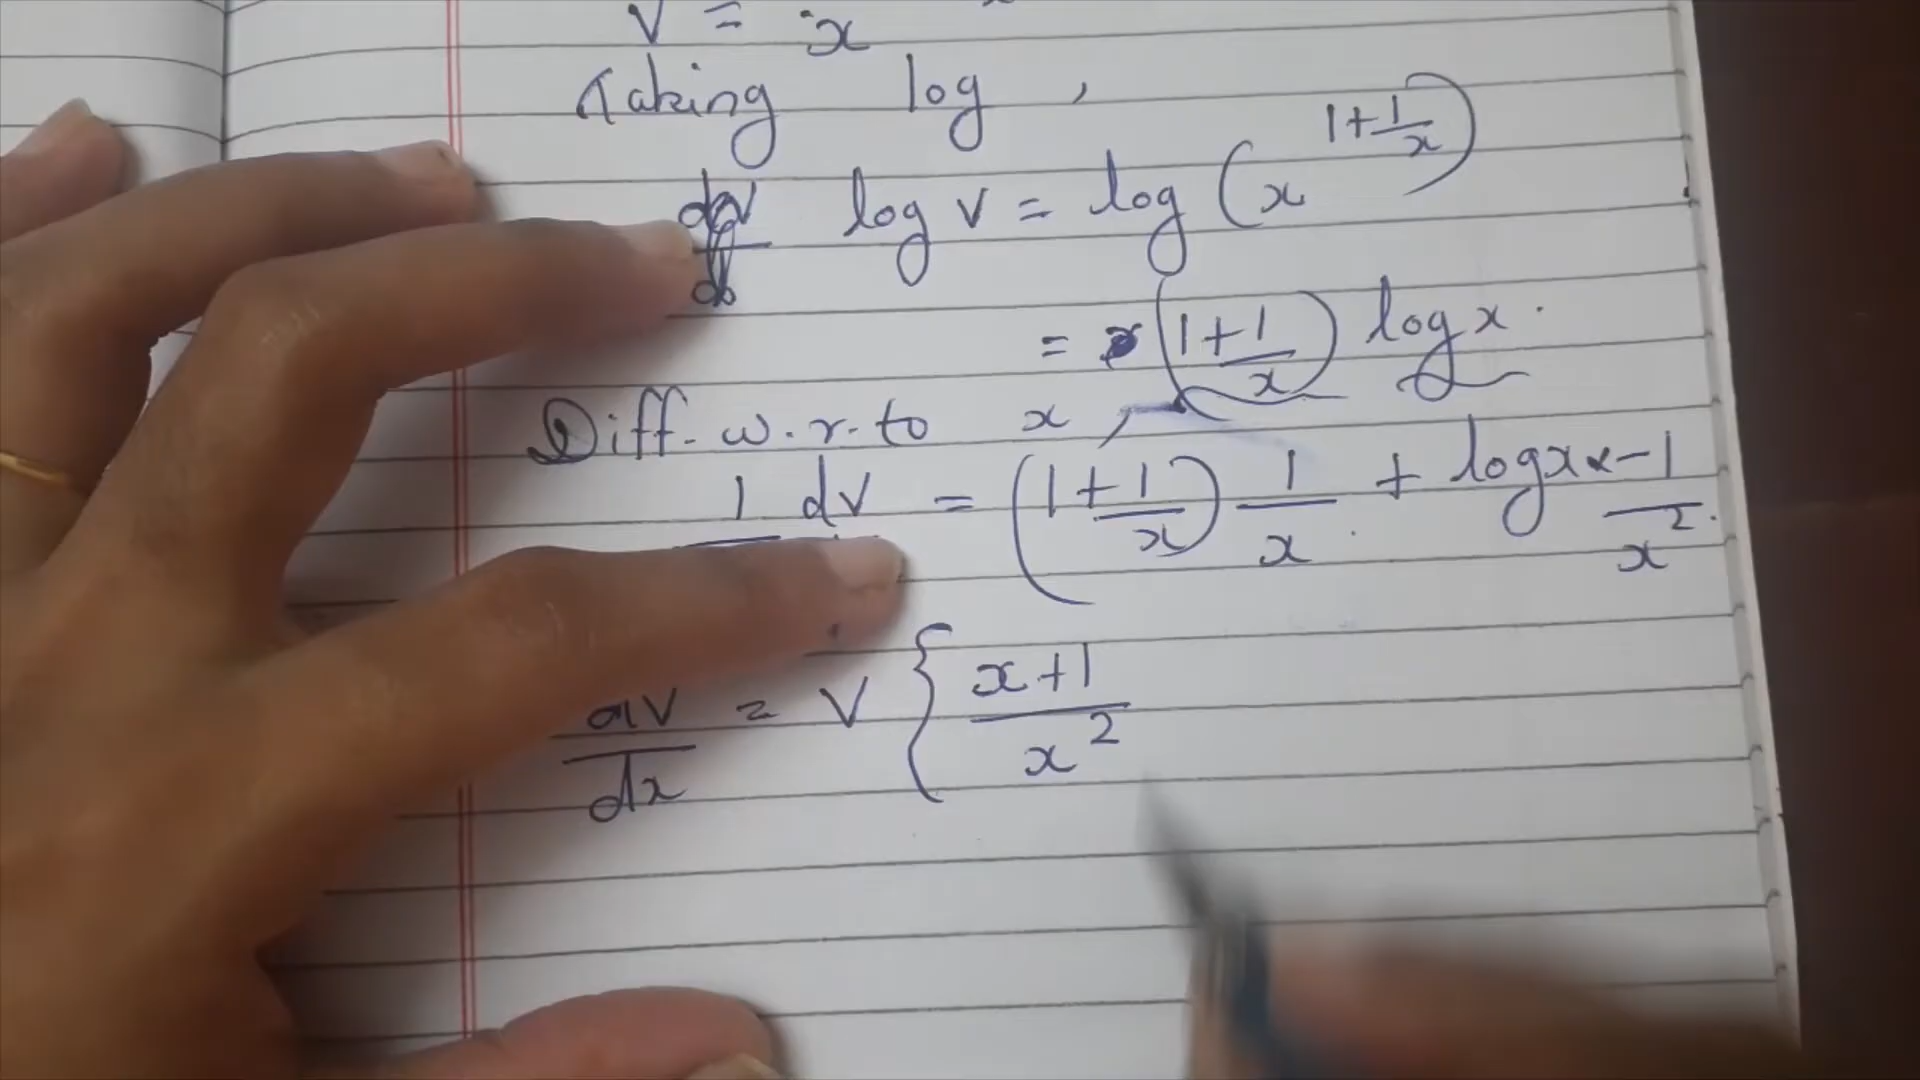 V = x
Taking log,
log V = log (x^{1+1/x})
= (1+1/x) log x.
Diff. w.r. to x,
1 dV = (1+1/x) 1/x + log x × -1/x².
dV/dx = V { x+1/x²